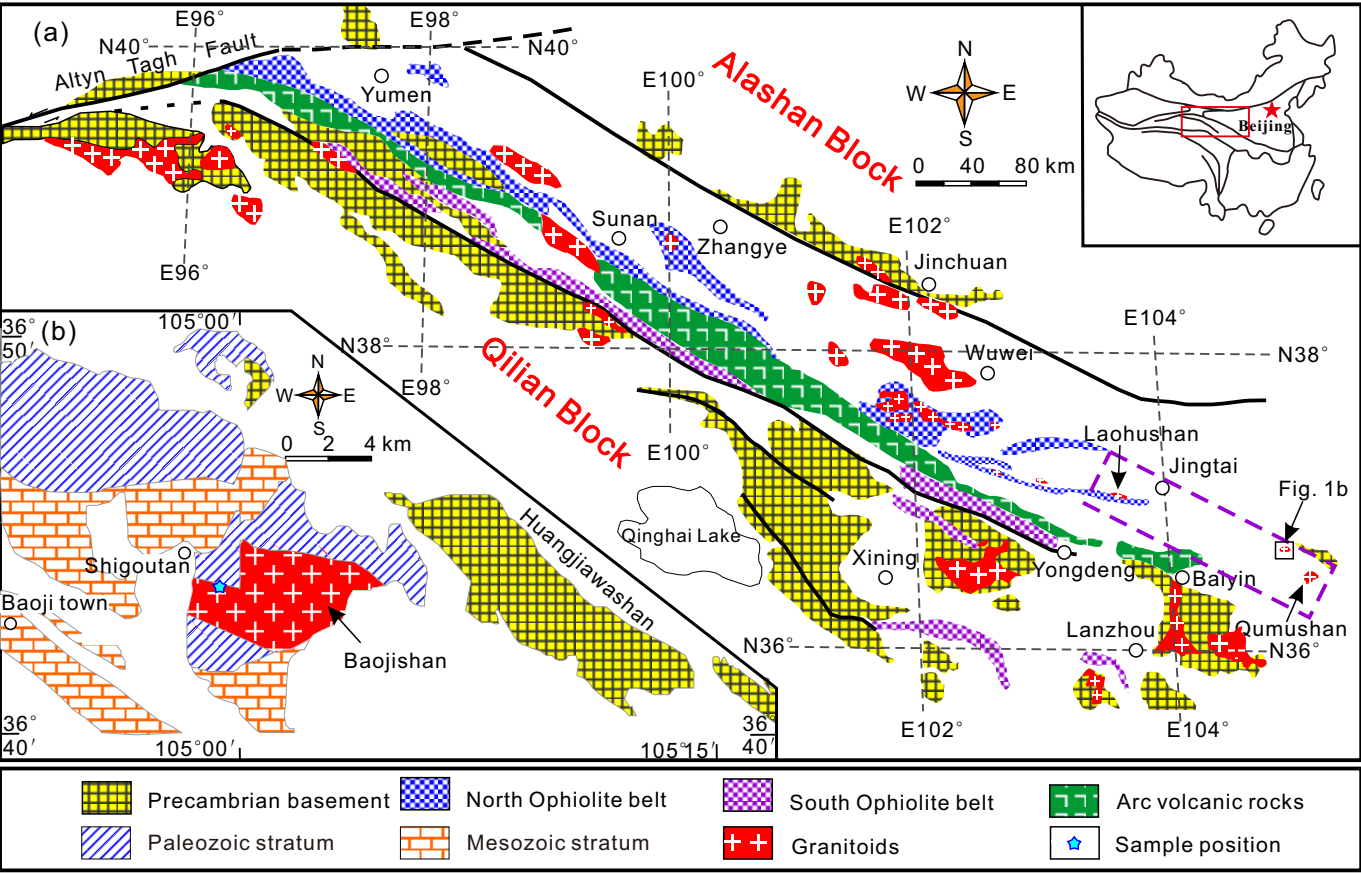 (a)
E96°
E98°
N40°
N40°
Altyn Tagh Fault
Yumen
E100°
Alashan Block
N
W E
S
0 40 80 km
Beijing
Sunan
Zhangye
E102°
Jinchuan
E96°
E104°
N38°
N38°
Wuwei
E98°
Qilian Block
E100°
Laohushan
Jingtai
Fig. 1b
Qinghai Lake
Xining
Yongdeng
Baiyin
Lanzhou
Qumushan
N36°
N36°
E102°
E104°
(b)
105°00′
36°
50′
N
W E
S
0 2 4 km
Shigoutan
Baoji town
Baojishan
Huangjiawashan
36°
40′
105°00′
105°15′
36°
40′
Precambrian basement
North Ophiolite belt
South Ophiolite belt
Arc volcanic rocks
Paleozoic stratum
Mesozoic stratum
Granitoids
Sample position